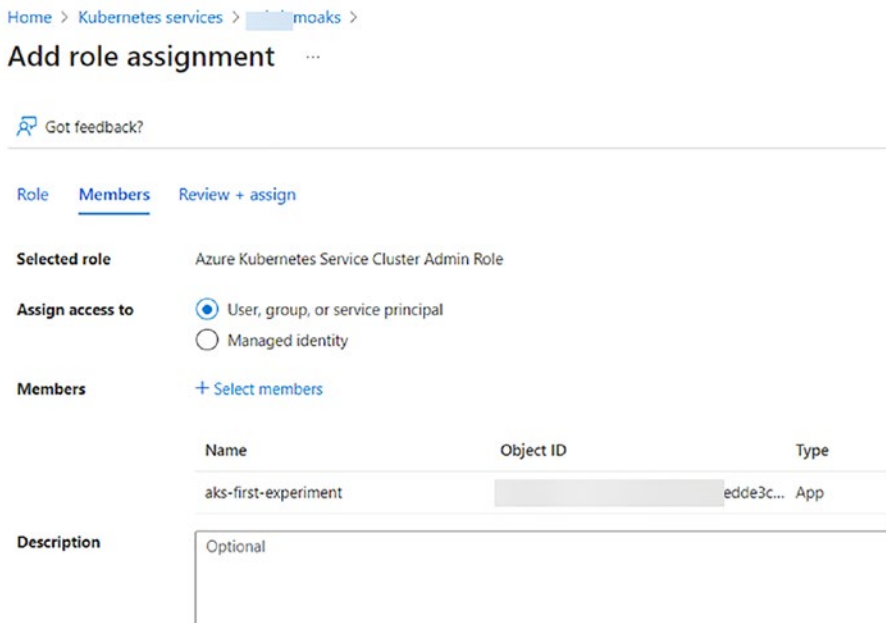 Home > Kubernetes services > moaks >
Add role assignment ...
Got feedback?
Role Members Review + assign
Selected role Azure Kubernetes Service Cluster Admin Role
Assign access to User, group, or service principal
Managed identity
Members + Select members
Name Object ID Type
aks-first-experiment edde3c... App
Description Optional